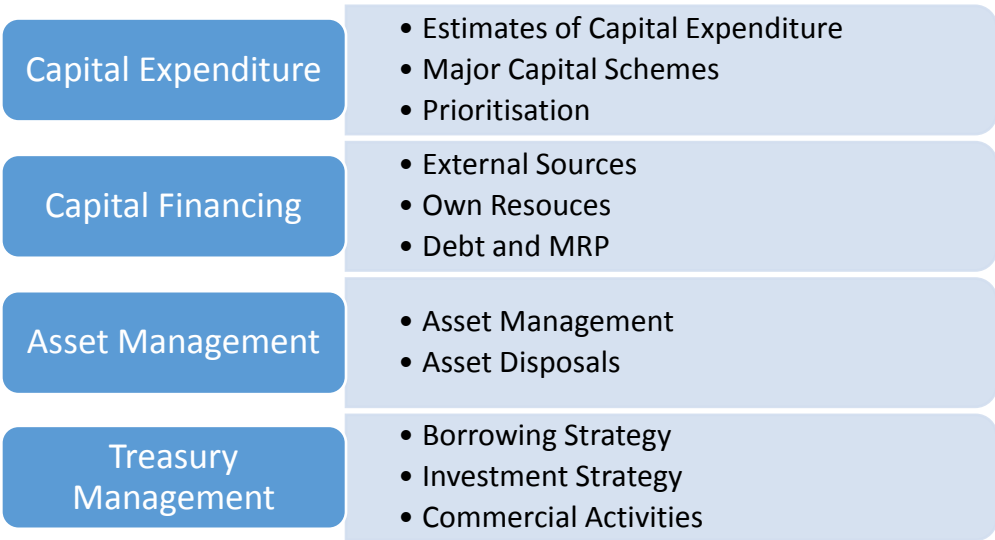 Capital Expenditure
• Estimates of Capital Expenditure
• Major Capital Schemes
• Prioritisation
Capital Financing
• External Sources
• Own Resouces
• Debt and MRP
Asset Management
• Asset Management
• Asset Disposals
Treasury
Management
• Borrowing Strategy
• Investment Strategy
• Commercial Activities